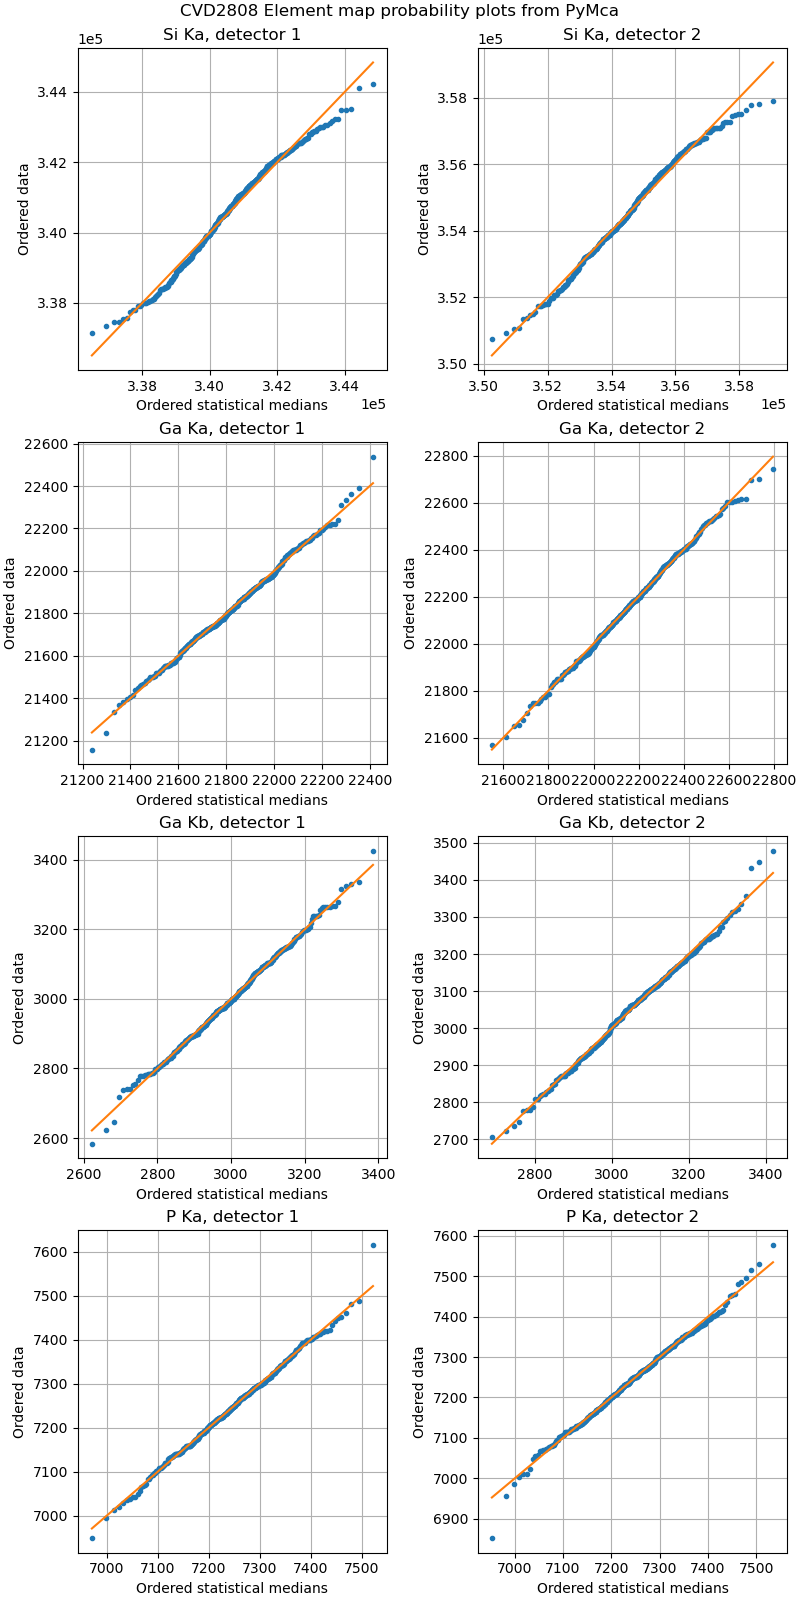 CVD2808 Element map probability plots from PyMca
Si Ka, detector 1
1e5
3.44
3.42
3.40
3.38
Ordered data
3.38 3.40 3.42 3.44
Ordered statistical medians
1e5
Si Ka, detector 2
1e5
3.58
3.56
3.54
3.52
3.50
Ordered data
3.50 3.52 3.54 3.56 3.58
Ordered statistical medians
1e5
Ga Ka, detector 1
22600
22400
22200
22000
21800
21600
21400
21200
Ordered data
21200 21400 21600 21800 22000 22200 22400
Ordered statistical medians
Ga Ka, detector 2
22800
22600
22400
22200
22000
21800
21600
Ordered data
21600 21800 22000 22200 22400 22600 22800
Ordered statistical medians
Ga Kb, detector 1
3400
3200
3000
2800
2600
Ordered data
2600 2800 3000 3200 3400
Ordered statistical medians
Ga Kb, detector 2
3500
3400
3300
3200
3100
3000
2900
2800
2700
Ordered data
2800 3000 3200 3400
Ordered statistical medians
P Ka, detector 1
7600
7500
7400
7300
7200
7100
7000
Ordered data
7000 7100 7200 7300 7400 7500
Ordered statistical medians
P Ka, detector 2
7600
7500
7400
7300
7200
7100
7000
6900
Ordered data
7000 7100 7200 7300 7400 7500
Ordered statistical medians